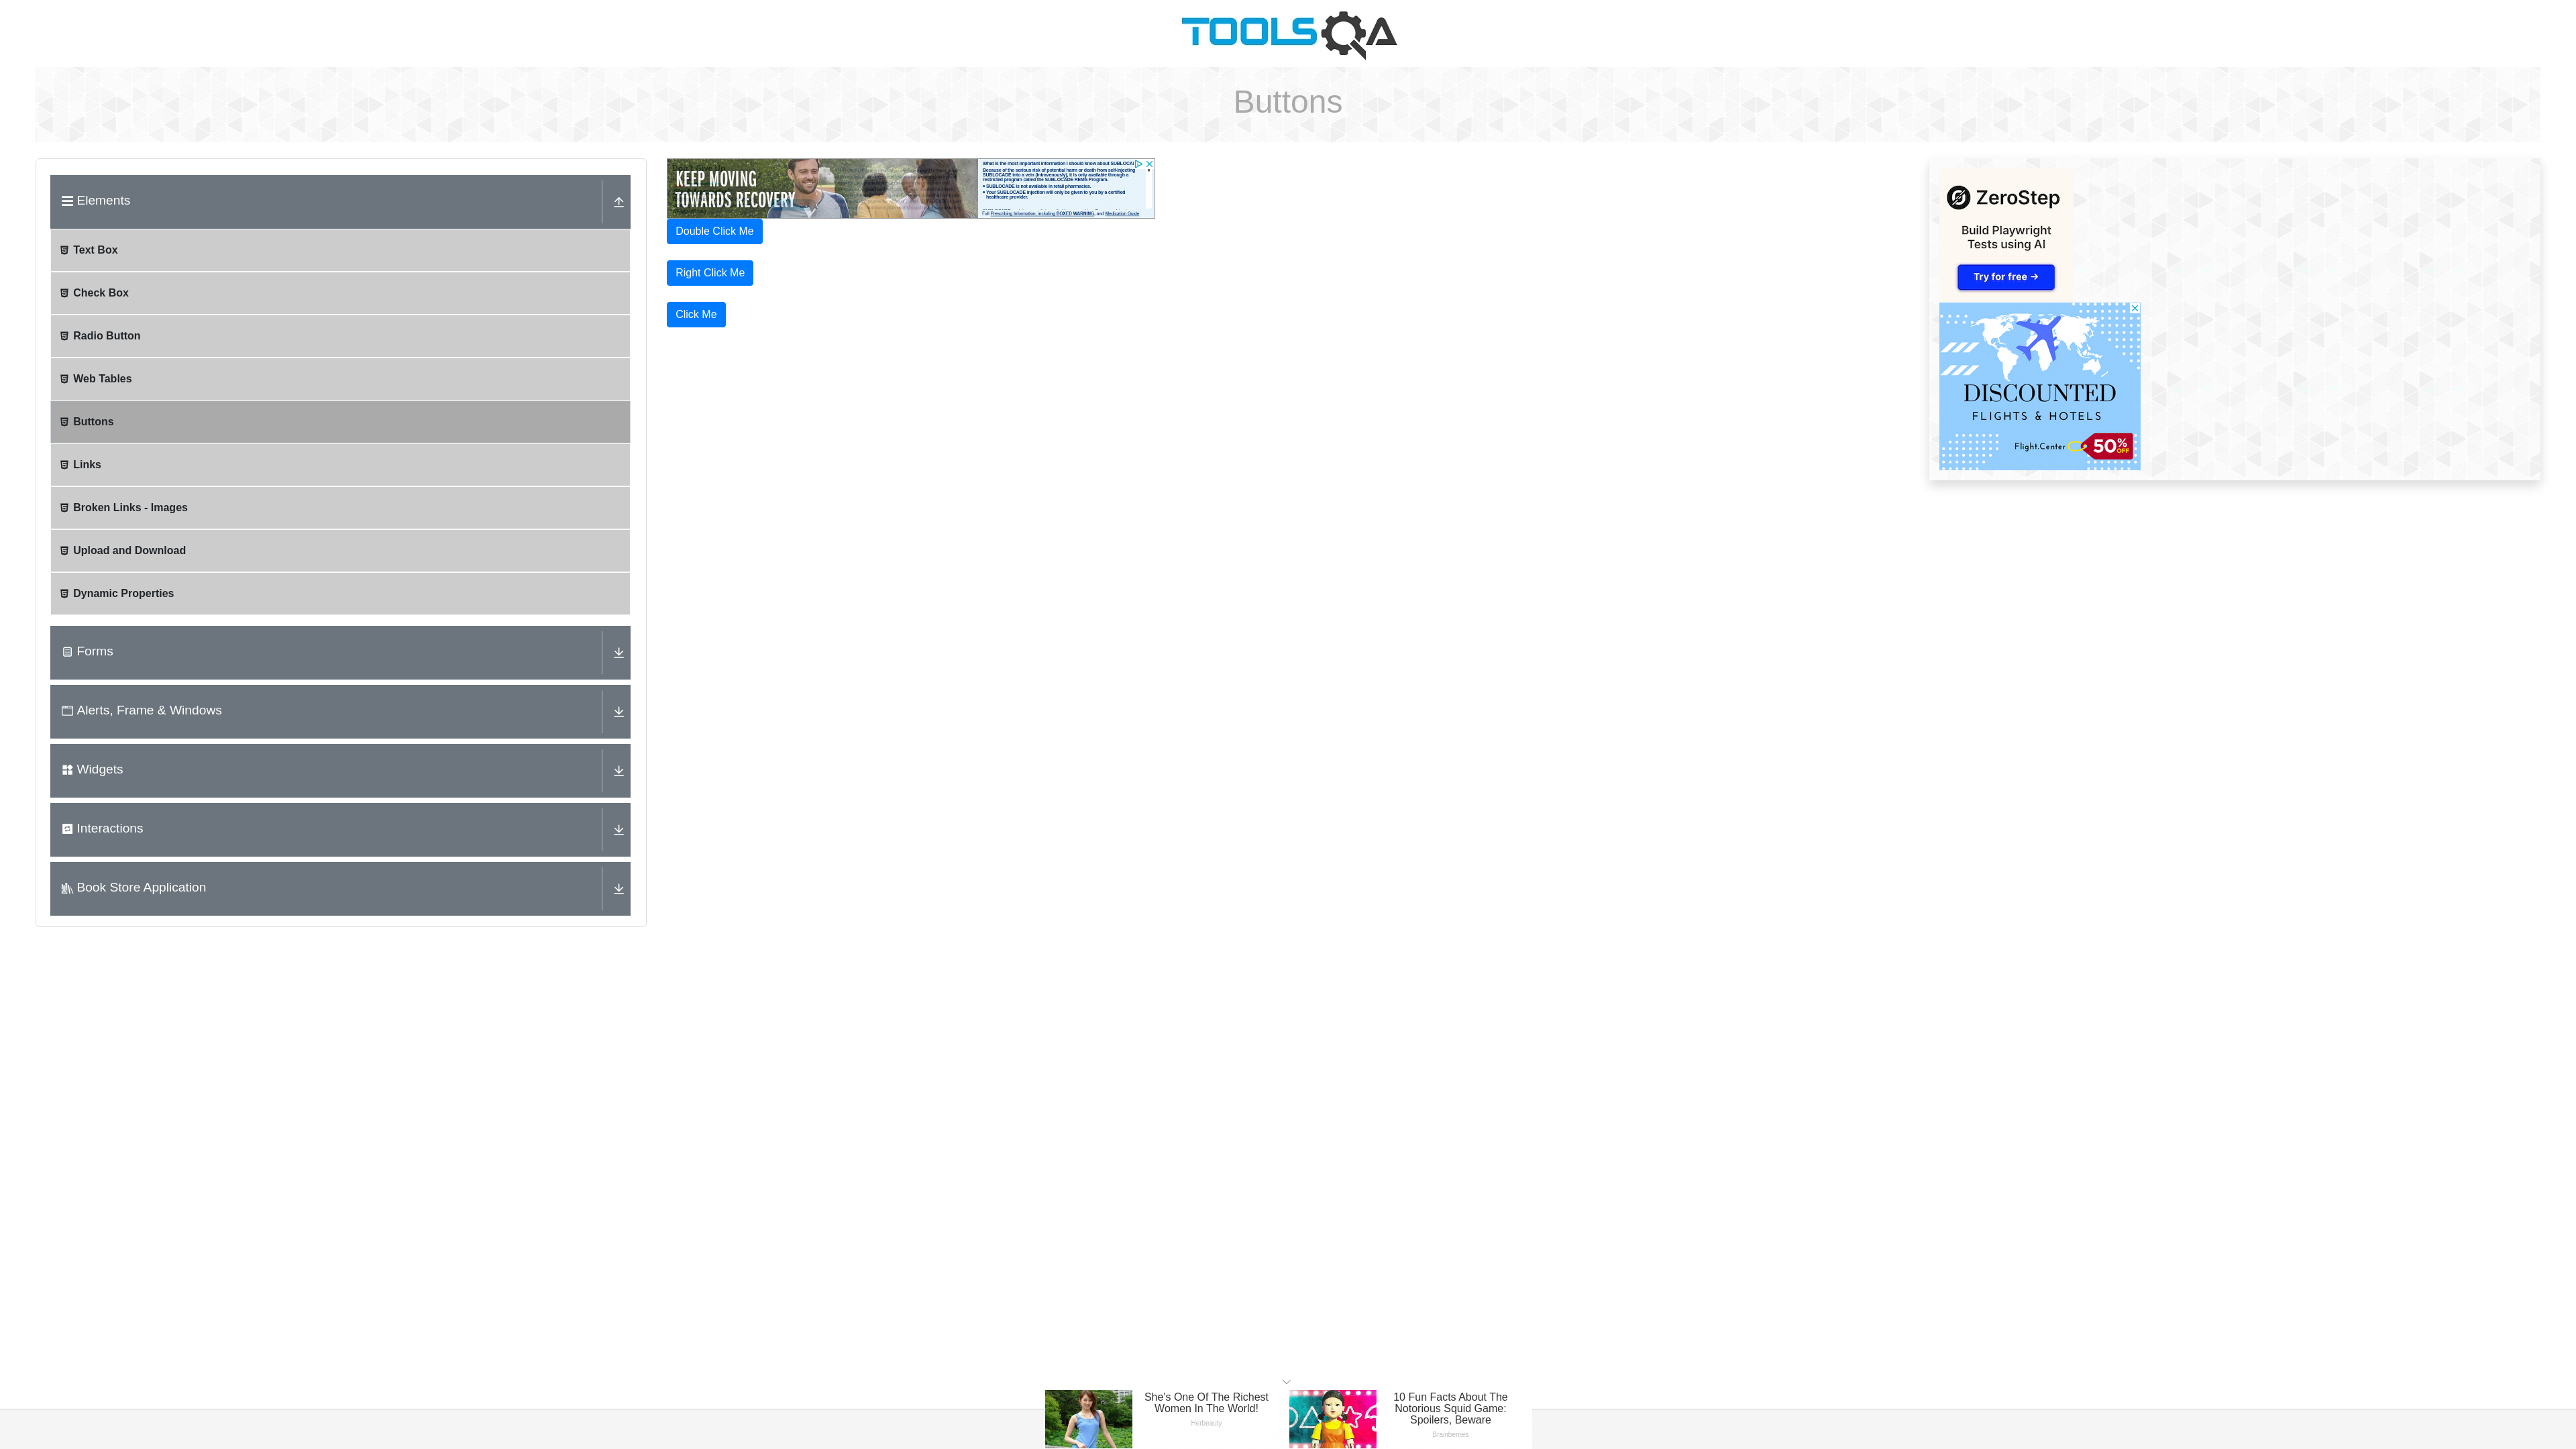 TOOLSQA
Buttons
Elements
Text Box
Check Box
Radio Button
Web Tables
Buttons
Links
Broken Links - Images
Upload and Download
Dynamic Properties
Forms
Alerts, Frame & Windows
Widgets
Interactions
Book Store Application
KEEP MOVING
TOWARDS RECOVERY
What is the most important information I should know about SUBLOCA
Because of the serious risk of potential harm or death from self-injecting
SUBLOCADE into a vein (intravenously), it is only available through a
restricted program called the SUBLOCADE REMS Program.
• SUBLOCADE is not available in retail pharmacies.
• Your SUBLOCADE injection will only be given to you by a certified
healthcare provider.
Full Prescribing Information, including BOXED WARNING, and Medication Guide
Double Click Me
Right Click Me
Click Me
ZeroStep
Build Playwright
Tests using AI
Try for free →
DISCOUNTED
FLIGHTS & HOTELS
Flight.Center
50%
OFF
She's One Of The Richest
Women In The World!
Herbeauty
10 Fun Facts About The
Notorious Squid Game:
Spoilers, Beware
Brainberries